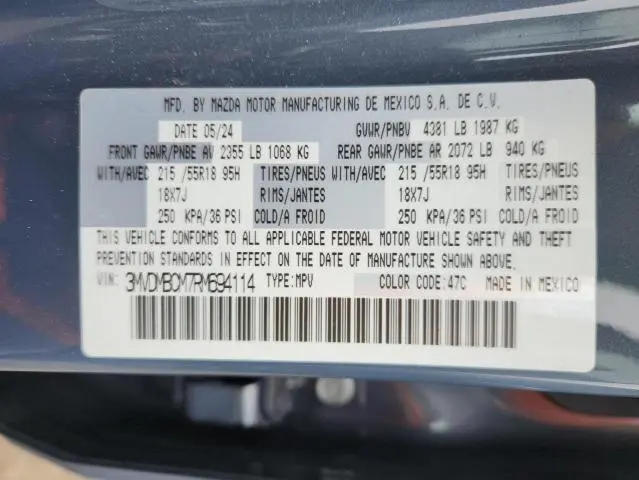 MFD. BY MAZDA MOTOR MANUFACTURING DE MEXICO S.A. DE C.V.
DATE 05/24 GVWR/PNBV 4381 LB 1987 KG
FRONT GAWR/PNBE AV 2355 LB 1068 KG REAR GAWR/PNBE AR 2072 LB 940 KG
WITH/AVEC 215 /55R18 95H TIRES/PNEUS WITH/AVEC 215 /55R18 95H TIRES/PNEUS
18X7J RIMS/JANTES 18X7J RIMS/JANTES
250 KPA/36 PSI COLD/A FROID 250 KPA/36 PSI COLD/A FROID
THIS VEHICLE CONFORMS TO ALL APPLICABLE FEDERAL MOTOR VEHICLE SAFETY AND THEFT
PREVENTION STANDARDS IN EFFECT ON THE DATE OF MANUFACTURE SHOWN ABOVE.
VIN: 3MVDMBCM7RM694114 TYPE:MPV COLOR CODE:47C MADE IN MEXICO